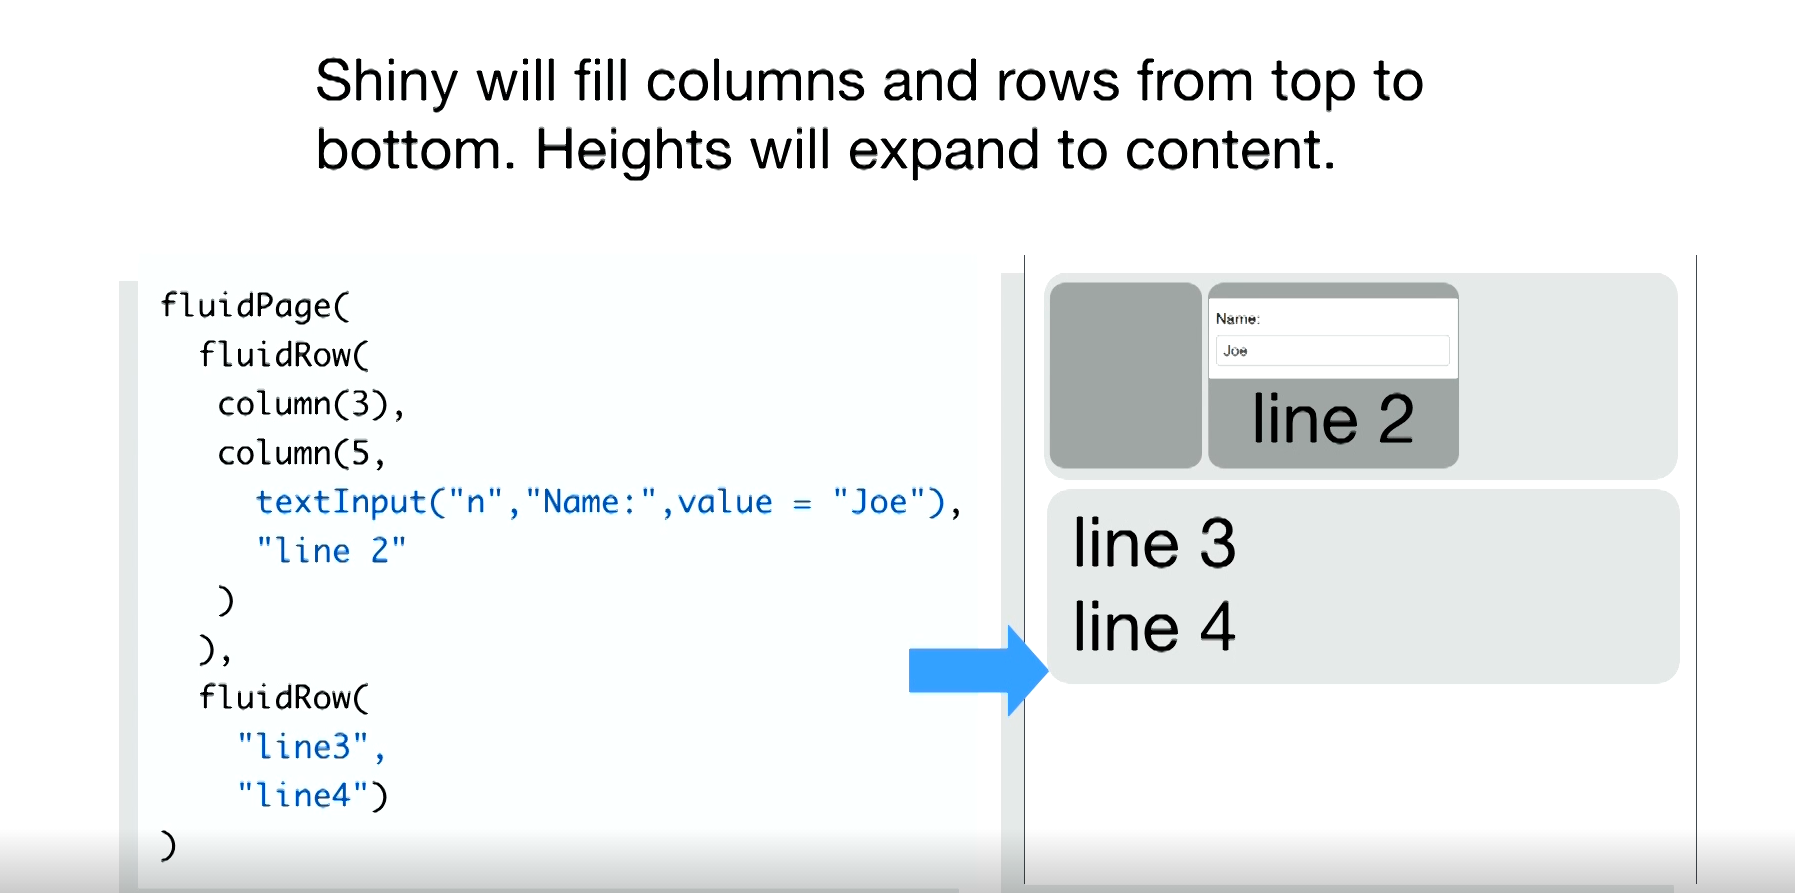 Shiny will fill columns and rows from top to
bottom. Heights will expand to content.
fluidPage(
fluidRow(
column(3),
column(5,
textInput("n","Name:",value = "Joe"),
"line 2"
)
),
fluidRow(
"line3",
"line4")
)
Name:
Joe
line 2
line 3
line 4